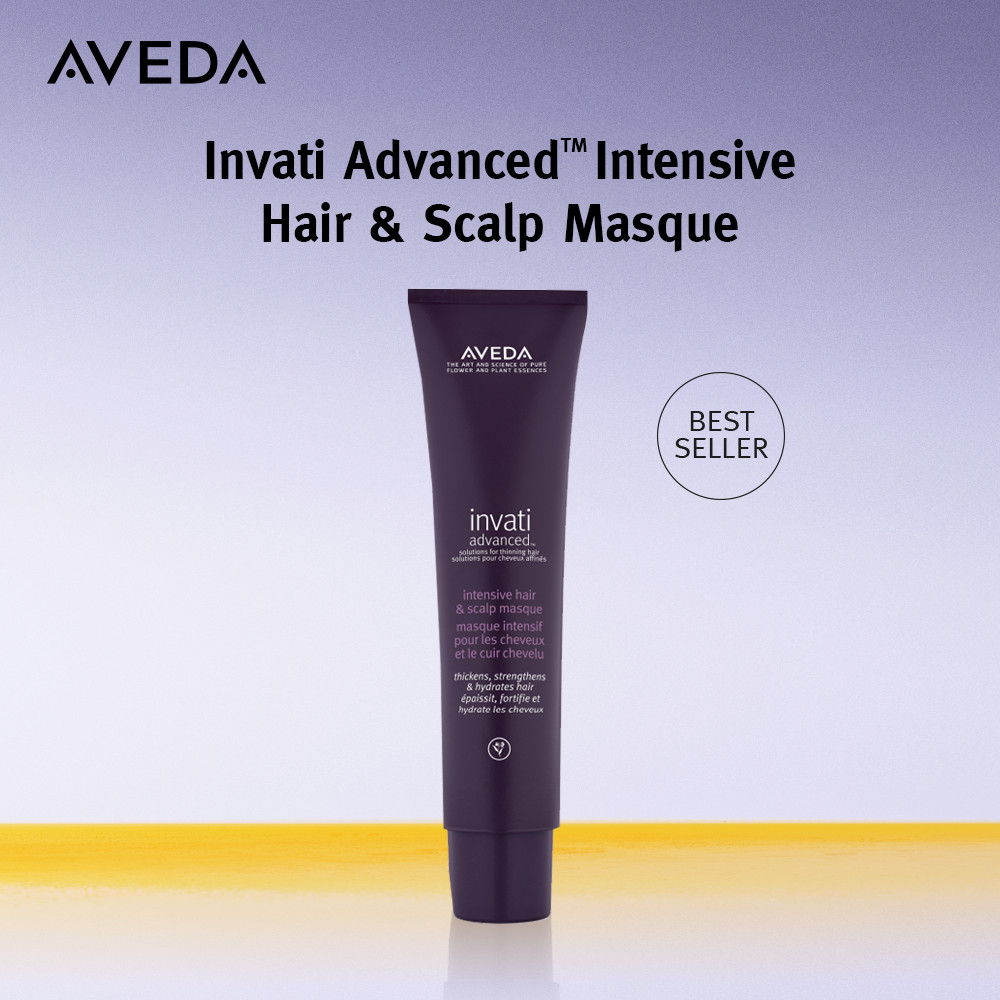 AVEDA
Invati Advanced™ Intensive
Hair & Scalp Masque
AVEDA
THE ART AND SCIENCE OF PURE
FLOWER AND PLANT ESSENCES
BEST
SELLER
invati
advanced™
solutions for thinning hair
solutions pour cheveux affinés
intensive hair
& scalp masque
masque intensif
pour les cheveux
et le cuir chevelu
thickens, strengthens
& hydrates hair
épaissit, fortifie et
hydrate les cheveux